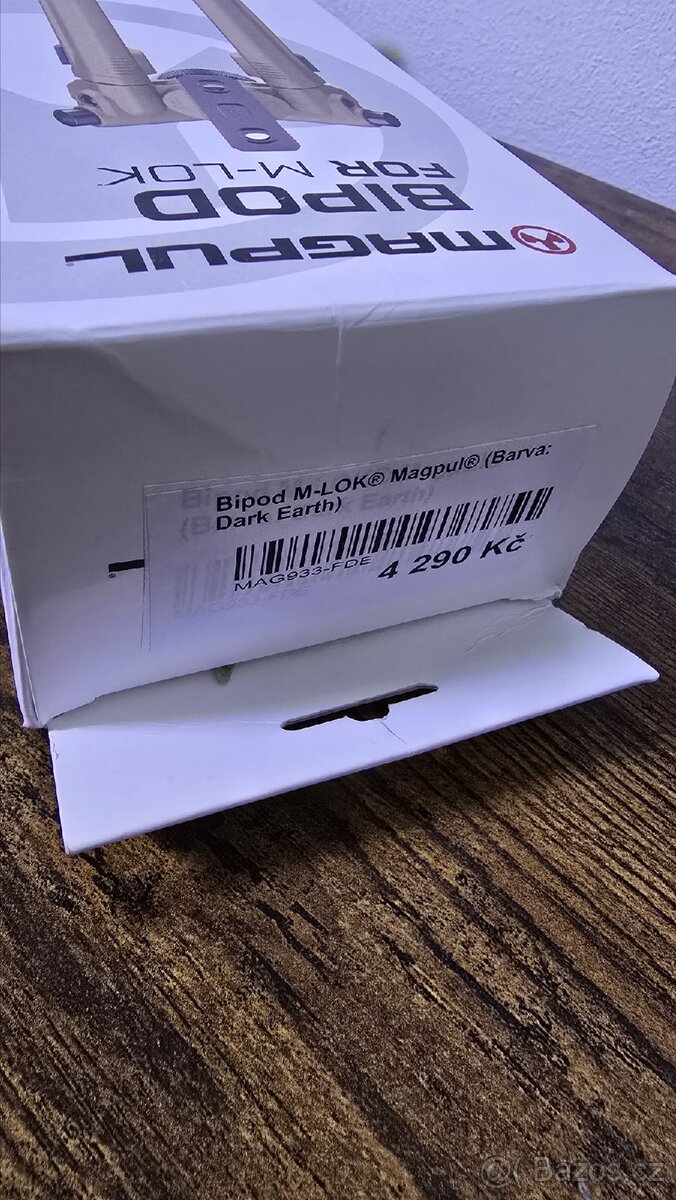 MAGPUL
BIPOD
FOR M-LOK
Bipod M-LOK® Magpul® (Barva:
Dark Earth)
MAG933-FDE 4 290 Kč
Bazos.cz